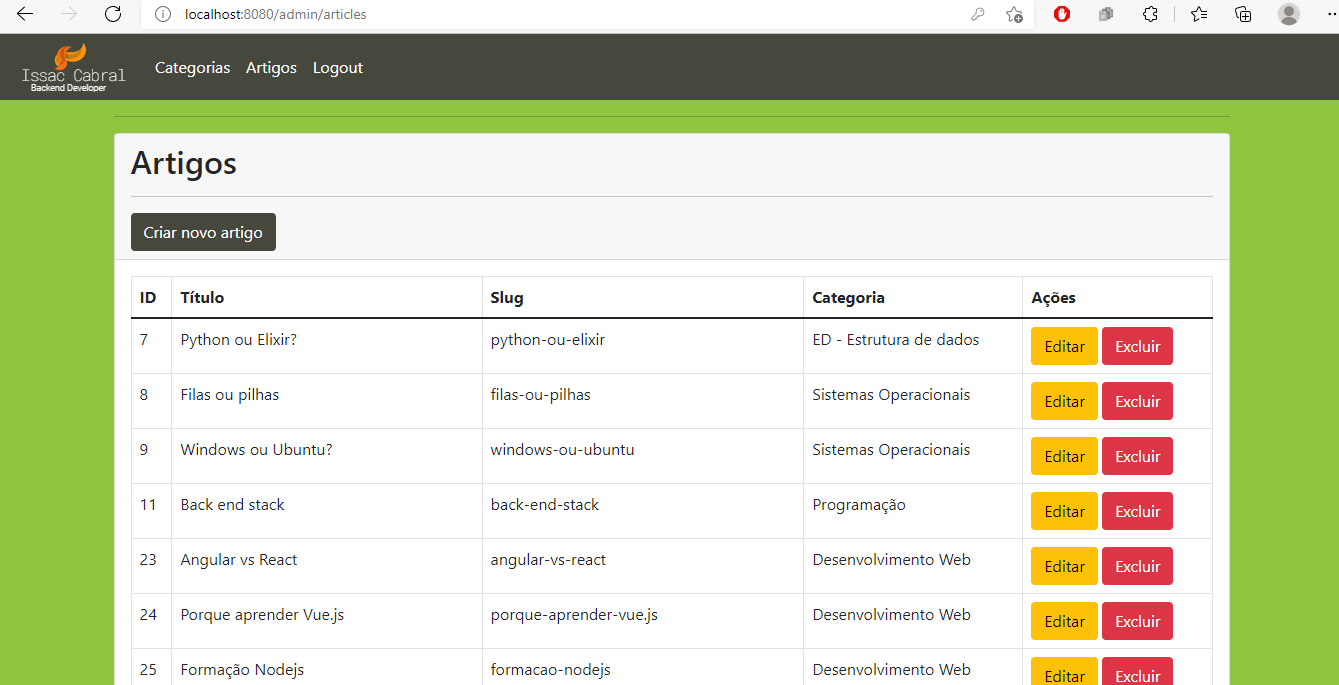 localhost:8080/admin/articles
Issac Cabral
Backend Developer
Categorias Artigos Logout
Artigos
Criar novo artigo
ID Título Slug Categoria Ações
7 Python ou Elixir? python-ou-elixir ED - Estrutura de dados Editar Excluir
8 Filas ou pilhas filas-ou-pilhas Sistemas Operacionais Editar Excluir
9 Windows ou Ubuntu? windows-ou-ubuntu Sistemas Operacionais Editar Excluir
11 Back end stack back-end-stack Programação Editar Excluir
23 Angular vs React angular-vs-react Desenvolvimento Web Editar Excluir
24 Porque aprender Vue.js porque-aprender-vue.js Desenvolvimento Web Editar Excluir
25 Formação Nodejs formacao-nodejs Desenvolvimento Web Editar Excluir